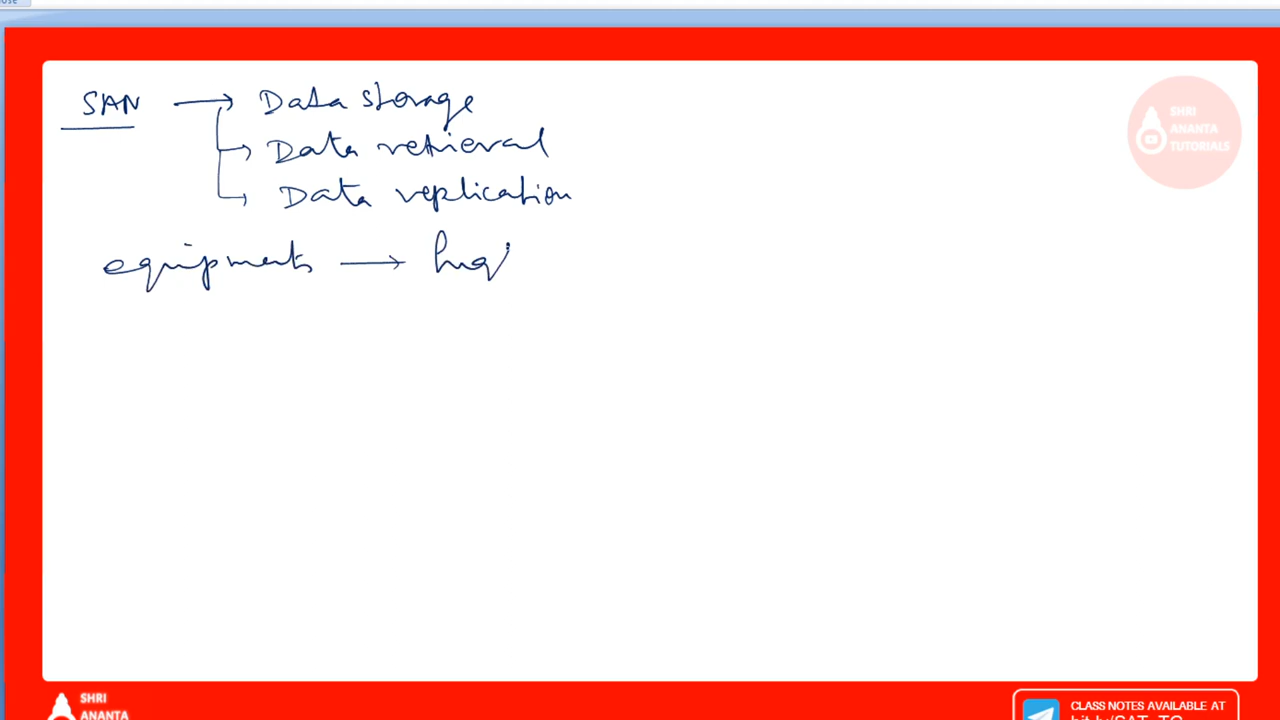 SAN → Data storage
→ Data retrieval
→ Data replication
equipments →
SHRI
ANANTA
TUTORIALS
SHRI
ANANTA
CLASS NOTES AVAILABLE AT